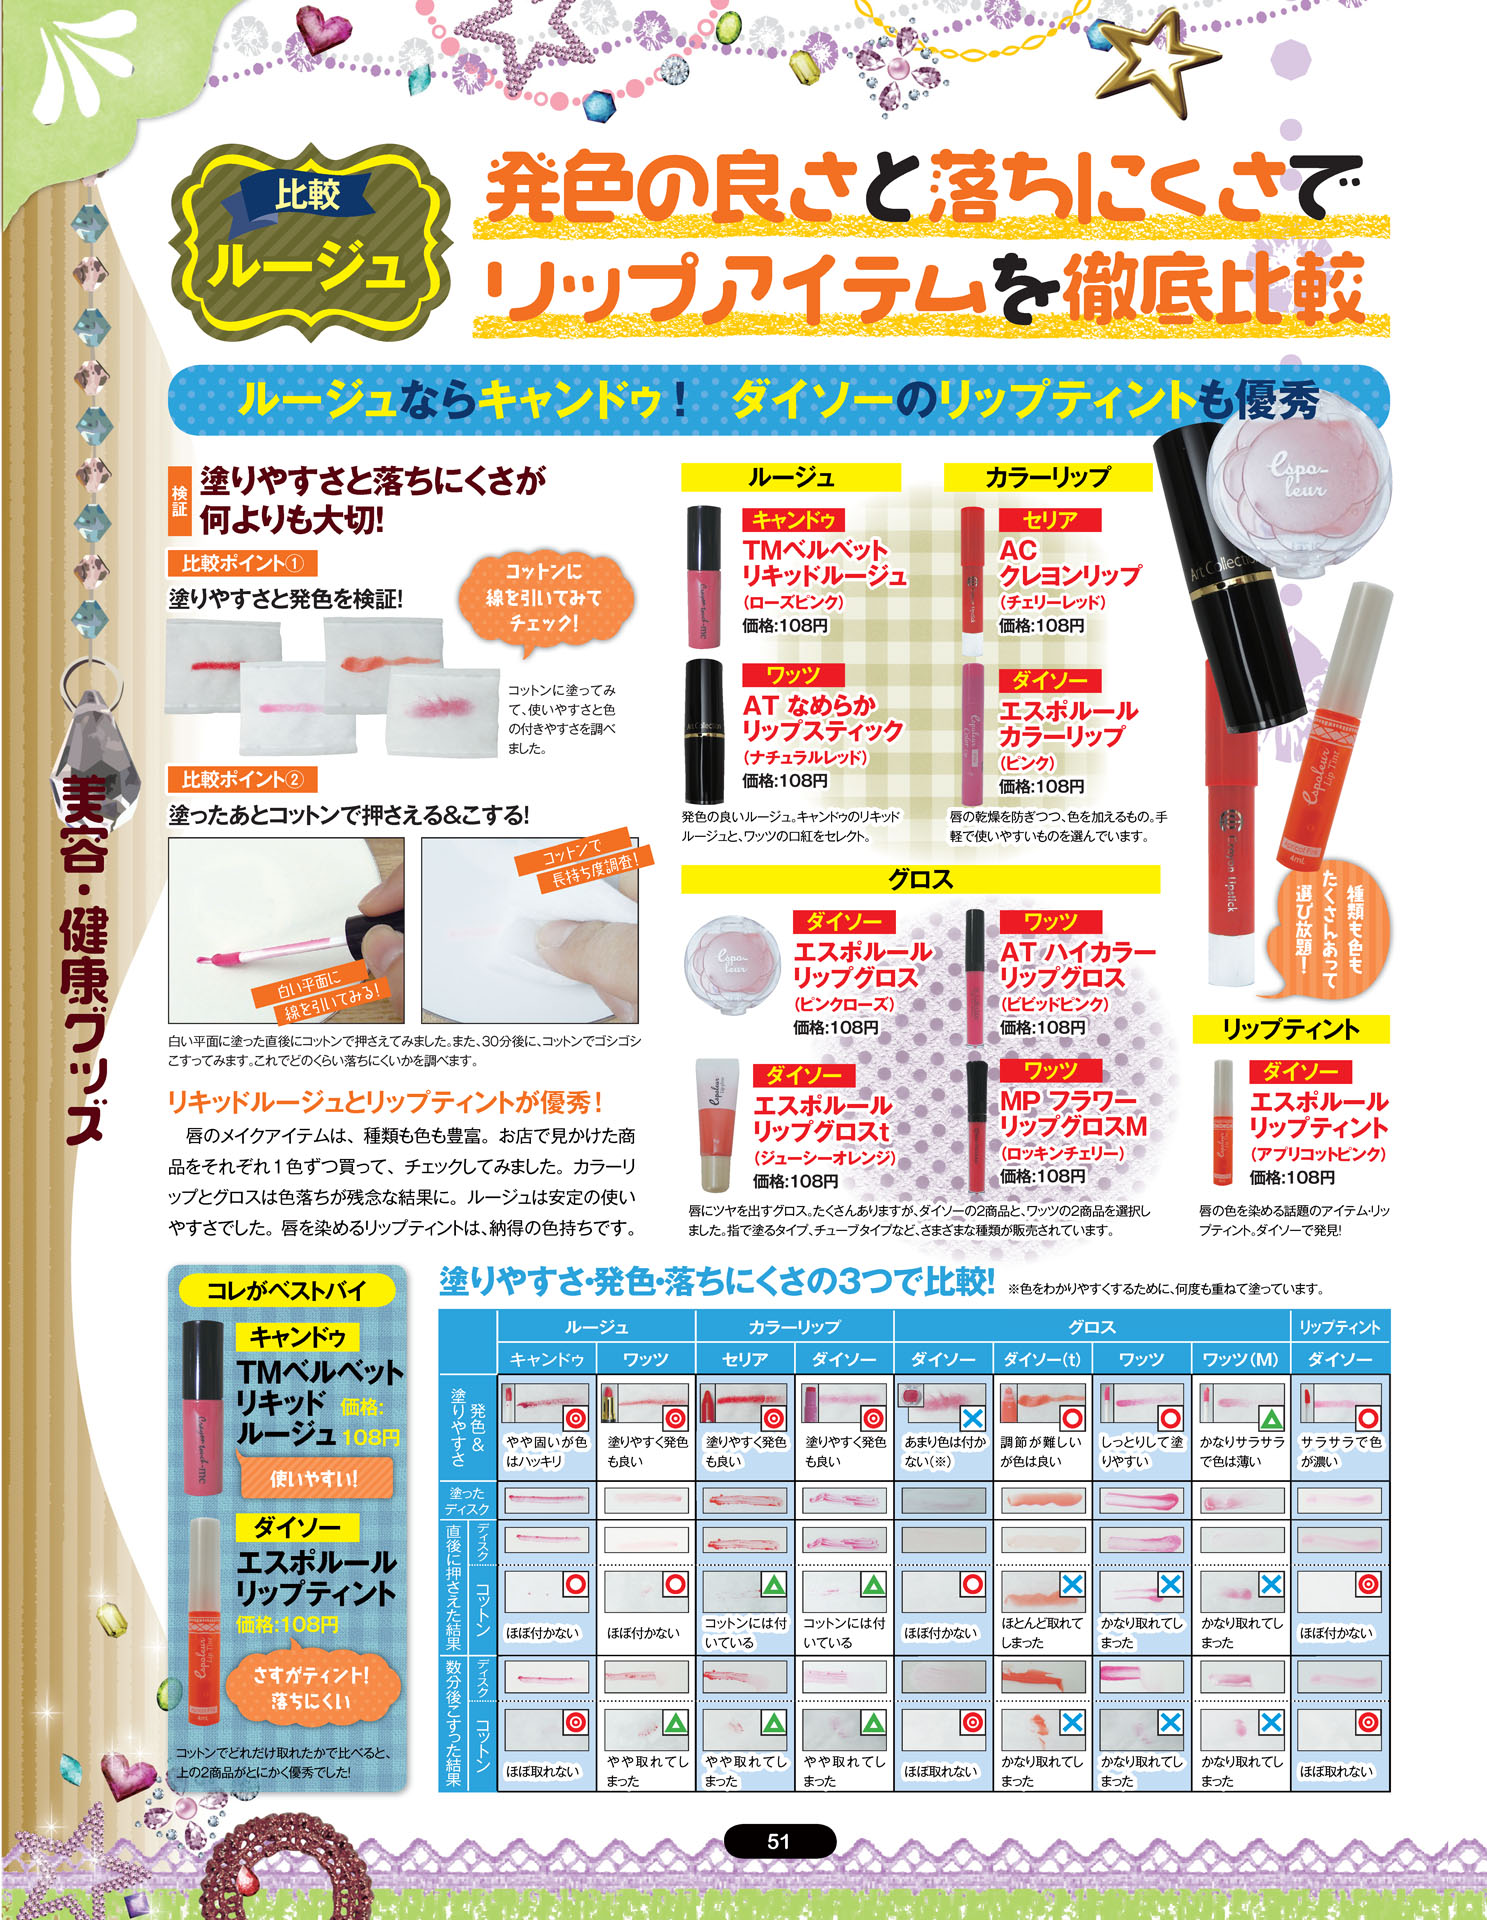 比較
ルージュ
発色の良さと落ちにくさで
リップアイテムを徹底比較
ルージュならキャンドゥ！ ダイソーのリップティントも優秀
検証
塗りやすさと落ちにくさが
何よりも大切!
比較ポイント①
塗りやすさと発色を検証!
コットンに
線を引いてみて
チェック!
コットンに塗ってみ
て、使いやすさと色
の付きやすさを調べ
ました。
比較ポイント②
塗ったあとコットンで押さえる&こする!
白い平面に
線を引いてみる!
コットンで
長持ち度調査!
白い平面に塗った直後にコットンで押さえてみました。また、30分後に、コットンでゴシゴシ
こすってみます。これでどのくらい落ちにくいかを調べます。
リキッドルージュとリップティントが優秀！
唇のメイクアイテムは、種類も色も豊富。お店で見かけた商
品をそれぞれ1色ずつ買って、チェックしてみました。カラーリ
ップとグロスは色落ちが残念な結果に。ルージュは安定の使い
やすさでした。唇を染めるリップティントは、納得の色持ちです。
ルージュ
キャンドゥ
TMベルベット
リキッドルージュ
(ローズピンク)
価格:108円
ワッツ
AT なめらか
リップスティック
(ナチュラルレッド)
価格:108円
発色の良いルージュ。キャンドゥのリキッド
ルージュと、ワッツの口紅をセレクト。
カラーリップ
セリア
AC
クレヨンリップ
(チェリーレッド)
価格:108円
ダイソー
エスポルール
カラーリップ
(ピンク)
価格:108円
唇の乾燥を防ぎつつ、色を加えるもの。手
軽で使いやすいものを選んでいます。
グロス
ダイソー
エスポルール
リップグロス
(ピンクローズ)
価格:108円
ワッツ
AT ハイカラー
リップグロス
(ビビッドピンク)
価格:108円
ダイソー
エスポルール
リップグロスt
(ジューシーオレンジ)
価格:108円
ワッツ
MP フラワー
リップグロスM
(ロッキンチェリー)
価格:108円
唇にツヤを出すグロス。たくさんありますが、ダイソーの2商品と、ワッツの2商品を選択し
ました。指で塗るタイプ、チューブタイプなど、さまざまな種類が販売されています。
Espo-
leur
Art Collection
Espoleur
Lip Tint
Apricot Pink
4mL
Crayon Lipstick
種類も色も
たくさんあって
選び放題!
リップティント
ダイソー
エスポルール
リップティント
(アプリコットピンク)
価格:108円
唇の色を染める話題のアイテム・リッ
プティント。ダイソーで発見!
美容・健康グッズ
コレがベストバイ
キャンドゥ
TMベルベット
リキッド
ルージュ
価格:
108円
使いやすい!
ダイソー
エスポルール
リップティント
価格:108円
さすがティント!
落ちにくい
コットンでどれだけ取れたかで比べると、
上の2商品がとにかく優秀でした!
塗りやすさ・発色・落ちにくさの3つで比較!
※色をわかりやすくするために、何度も重ねて塗っています。
ルージュ カラーリップ グロス リップティント
キャンドゥ ワッツ セリア ダイソー ダイソー ダイソー(t) ワッツ ワッツ(M) ダイソー
発色&
塗りやすさ
やや固いが色
はハッキリ
塗りやすく発色
も良い
塗りやすく発色
も良い
塗りやすく発色
も良い
あまり色は付か
ない(※)
調節が難しい
が色は良い
しっとりして塗
りやすい
かなりサラサラ
で色は薄い
サラサラで色
が濃い
塗った
ディスク
直後に押さえた結果
ディスク
コットン
ほぼ付かない
ほぼ付かない
コットンには付
いている
コットンには付
いている
ほぼ付かない
ほとんど取れて
しまった
かなり取れてし
まった
かなり取れてし
まった
ほぼ付かない
数分後こすった結果
ディスク
コットン
ほぼ取れない
やや取れてし
まった
やや取れてし
まった
やや取れてし
まった
ほぼ取れない
かなり取れてし
まった
かなり取れてし
まった
かなり取れてし
まった
ほぼ取れない
51